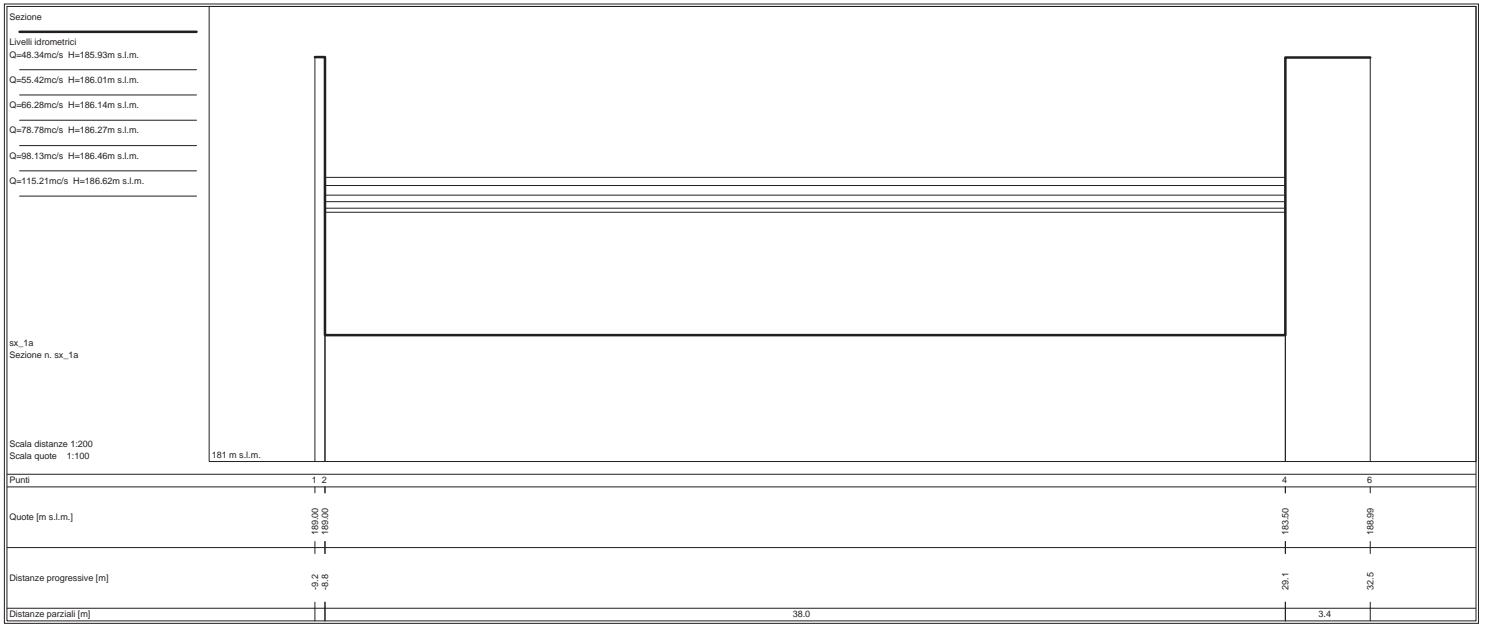 Sezione
Livelli idrometrici
Q=48.34mc/s H=185.93m s.l.m.
Q=55.42mc/s H=186.01m s.l.m.
Q=66.28mc/s H=186.14m s.l.m.
Q=78.78mc/s H=186.27m s.l.m.
Q=98.13mc/s H=186.46m s.l.m.
Q=115.21mc/s H=186.62m s.l.m.
sx_1a
Sezione n. sx_1a
Scala distanze 1:200
Scala quote 1:100
181 m s.l.m.
Punti 1 2 4 6
Quote [m s.l.m.] 189.00 189.00 183.50 188.99
Distanze progressive [m] -9.2 -8.8 29.1 32.5
Distanze parziali [m] 38.0 3.4